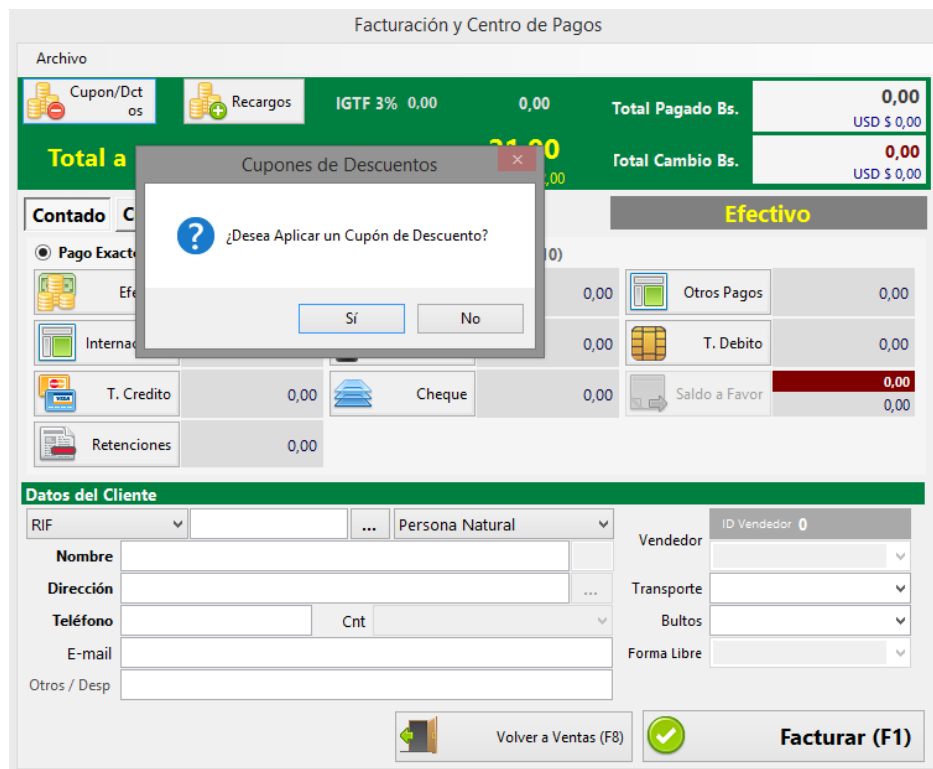 Facturación y Centro de Pagos
Archivo
Cupon/Dct
os
Recargos
IGTF 3% 0,00
0,00
Total Pagado Bs.
0,00
USD $ 0,00
Total a
Total Cambio Bs.
0,00
USD $ 0,00
Cupones de Descuentos
¿Desea Aplicar un Cupón de Descuento?
Sí
No
Contado
Efectivo
Pago
0,00
Otros Pagos
0,00
0,00
T. Debito
0,00
T. Credito
0,00
Cheque
0,00
Saldo a Favor
0,00
0,00
Retenciones
0,00
Datos del Cliente
RIF
...
Persona Natural
Vendedor
ID Vendedor 0
Nombre
Dirección
...
Transporte
Teléfono
Cnt
Bultos
E-mail
Forma Libre
Otros / Desp
Volver a Ventas (F8)
Facturar (F1)